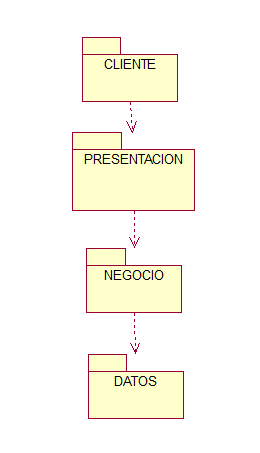 CLIENTE
PRESENTACION
NEGOCIO
DATOS